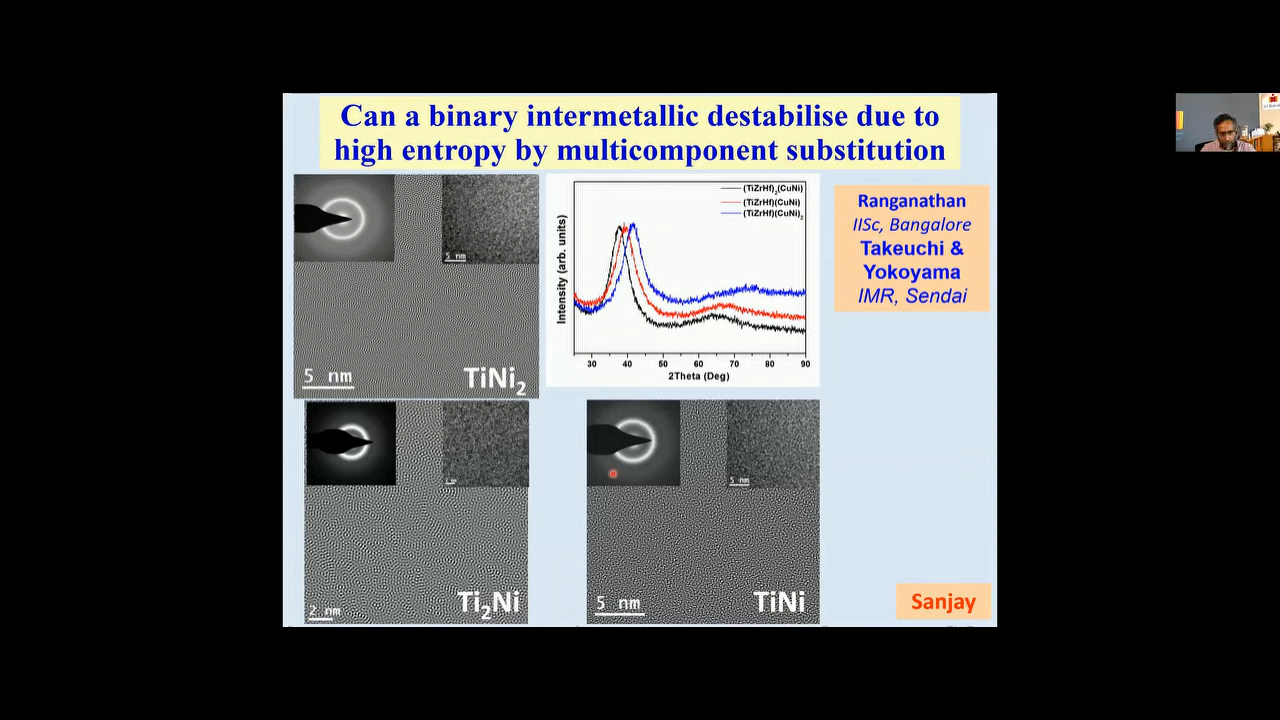 Can a binary intermetallic destabilise due to
high entropy by multicomponent substitution
5 nm
5 nm
TiNi₂
(TiZrHf)₂(CuNi)
(TiZrHf)(CuNi)
(TiZrHf)(CuNi)₂
Intensity (arb. units)
30 40 50 60 70 80 90
2Theta (Deg)
Ranganathan
IISc, Bangalore
Takeuchi &
Yokoyama
IMR, Sendai
2 nm
Ti₂Ni
5 nm
5 nm
TiNi
Sanjay